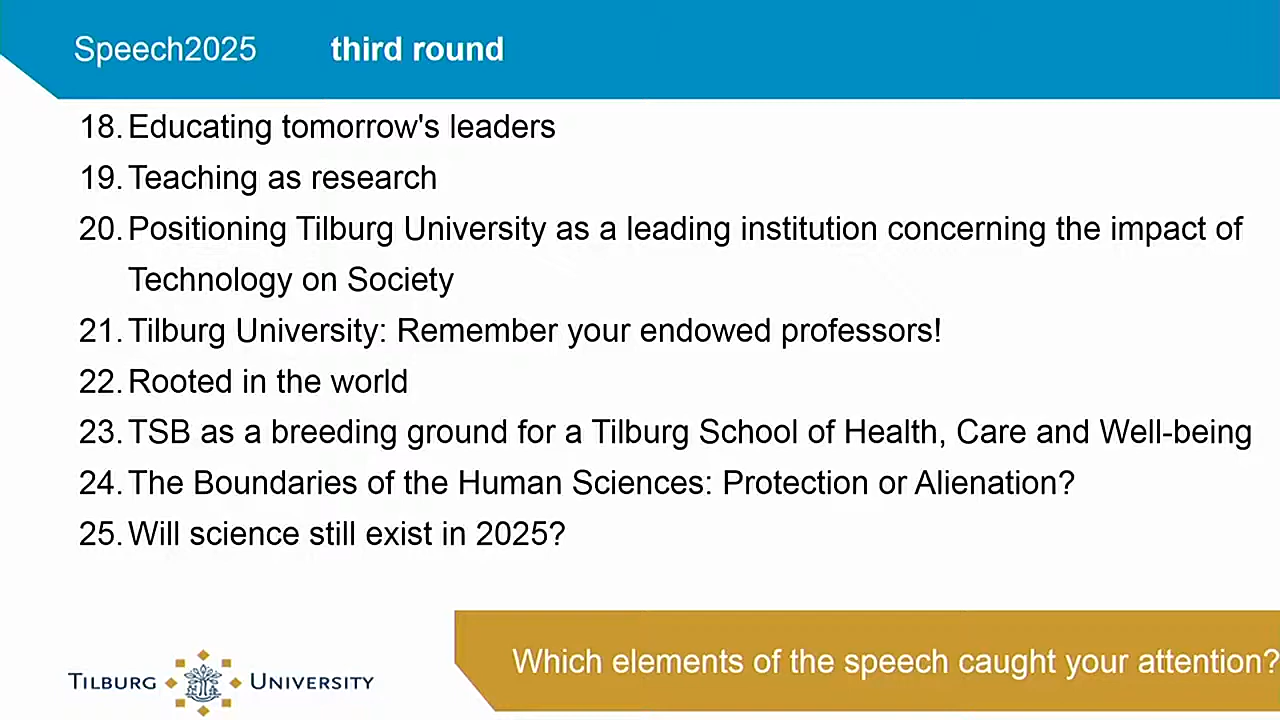 Speech2025 third round
18. Educating tomorrow's leaders
19. Teaching as research
20. Positioning Tilburg University as a leading institution concerning the impact of
Technology on Society
21. Tilburg University: Remember your endowed professors!
22. Rooted in the world
23. TSB as a breeding ground for a Tilburg School of Health, Care and Well-being
24. The Boundaries of the Human Sciences: Protection or Alienation?
25. Will science still exist in 2025?
Which elements of the speech caught your attention?
TILBURG UNIVERSITY